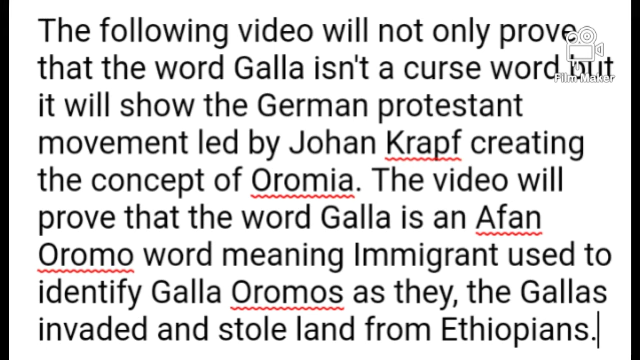 The following video will not only prove
that the word Galla isn't a curse word but
it will show the German protestant
movement led by Johan Krapf creating
the concept of Oromia. The video will
prove that the word Galla is an Afan
Oromo word meaning Immigrant used to
identify Galla Oromos as they, the Gallas
invaded and stole land from Ethiopians.
Film Maker